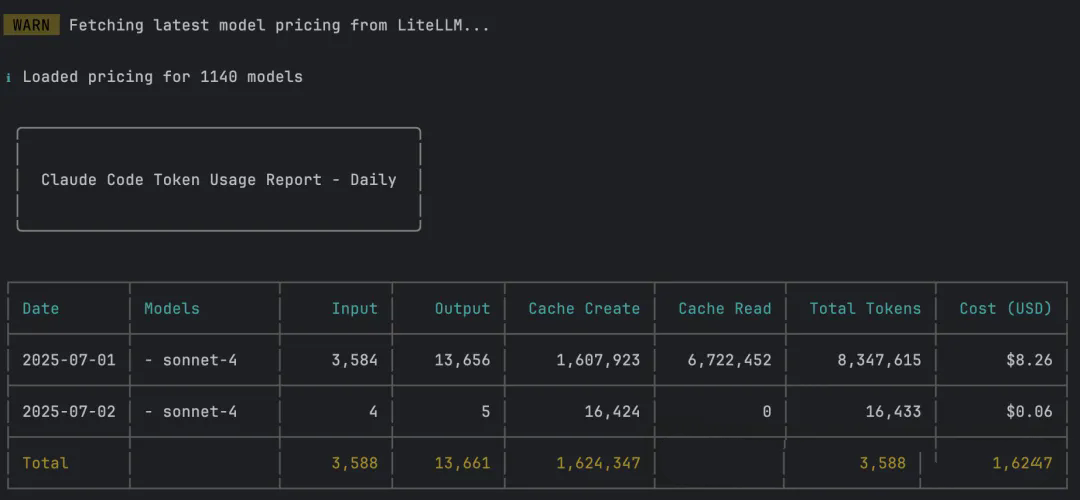 WARN Fetching latest model pricing from LiteLLM...
ℹ Loaded pricing for 1140 models
Claude Code Token Usage Report - Daily
Date Models Input Output Cache Create Cache Read Total Tokens Cost (USD)
2025-07-01 - sonnet-4 3,584 13,656 1,607,923 6,722,452 8,347,615 $8.26
2025-07-02 - sonnet-4 4 5 16,424 0 16,433 $0.06
Total 3,588 13,661 1,624,347 3,588 1,62447